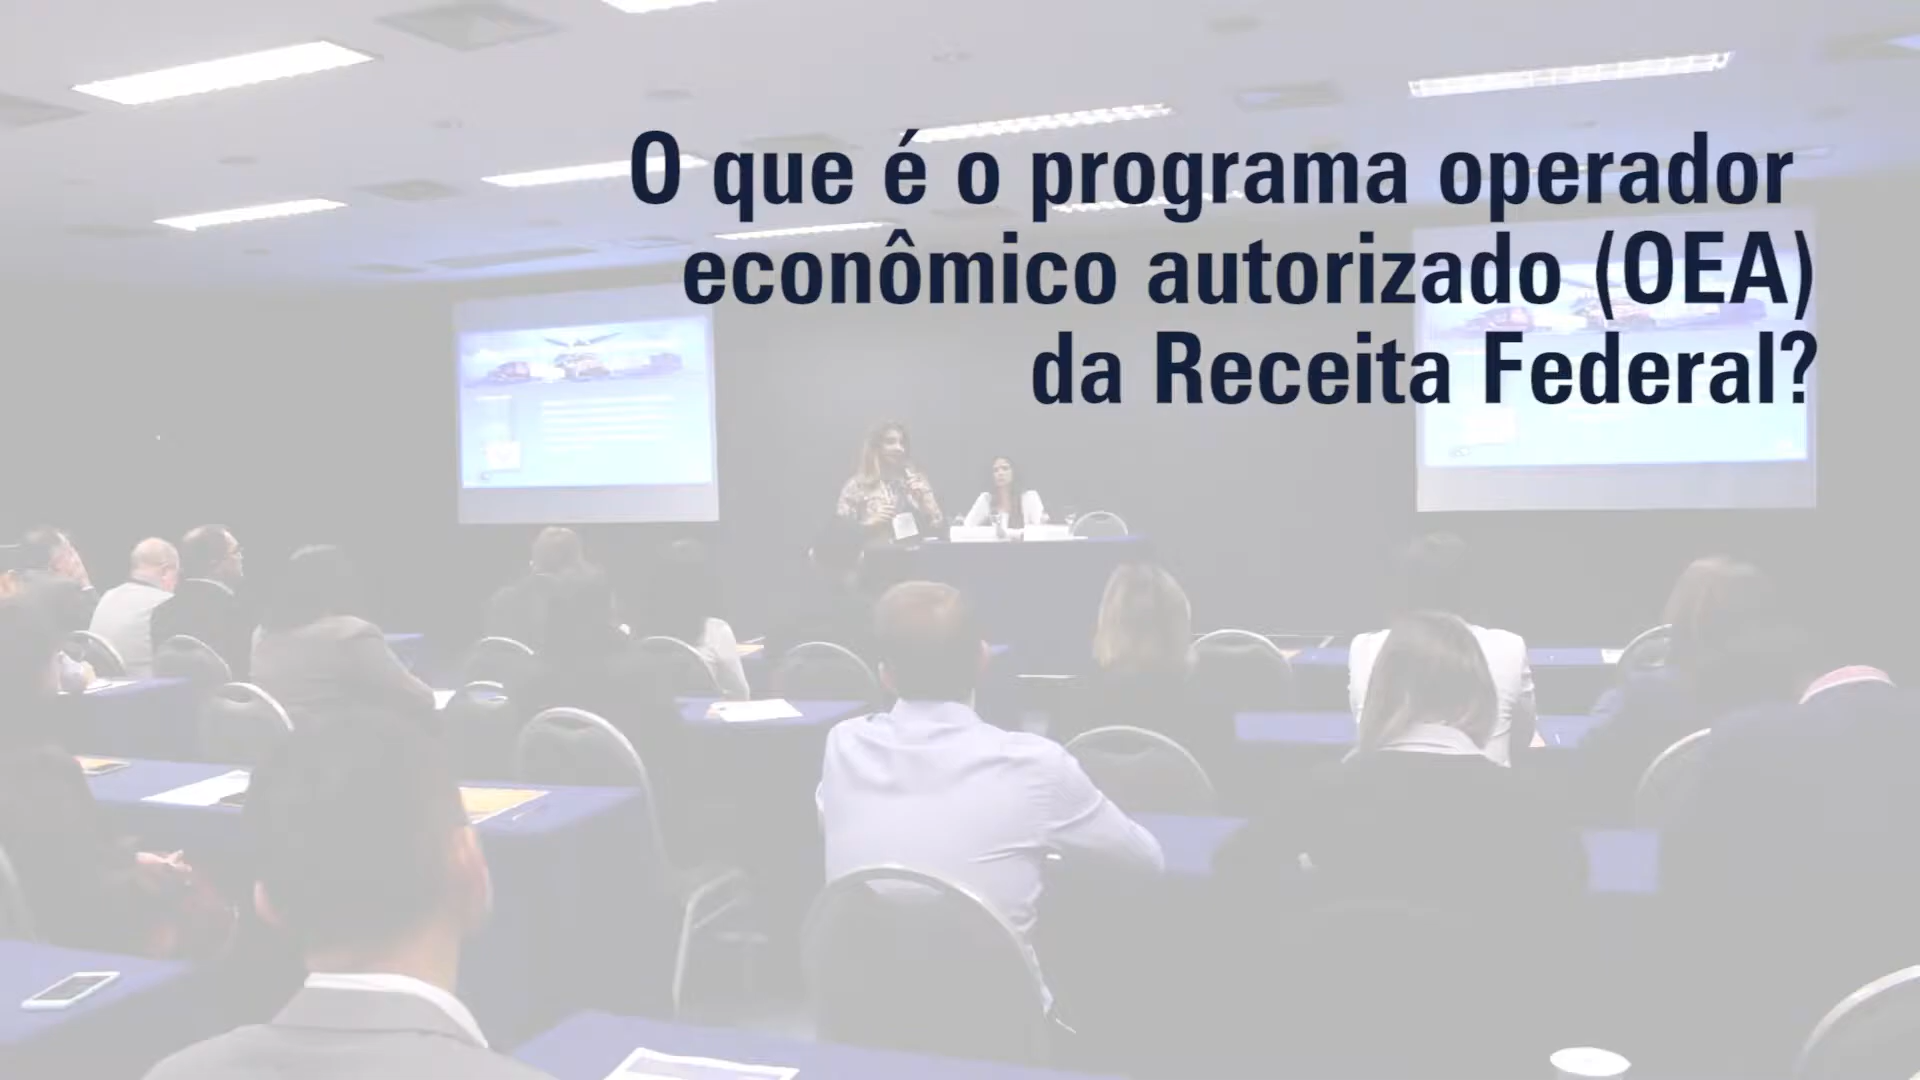 O que é o programa operador
econômico autorizado (OEA)
da Receita Federal?